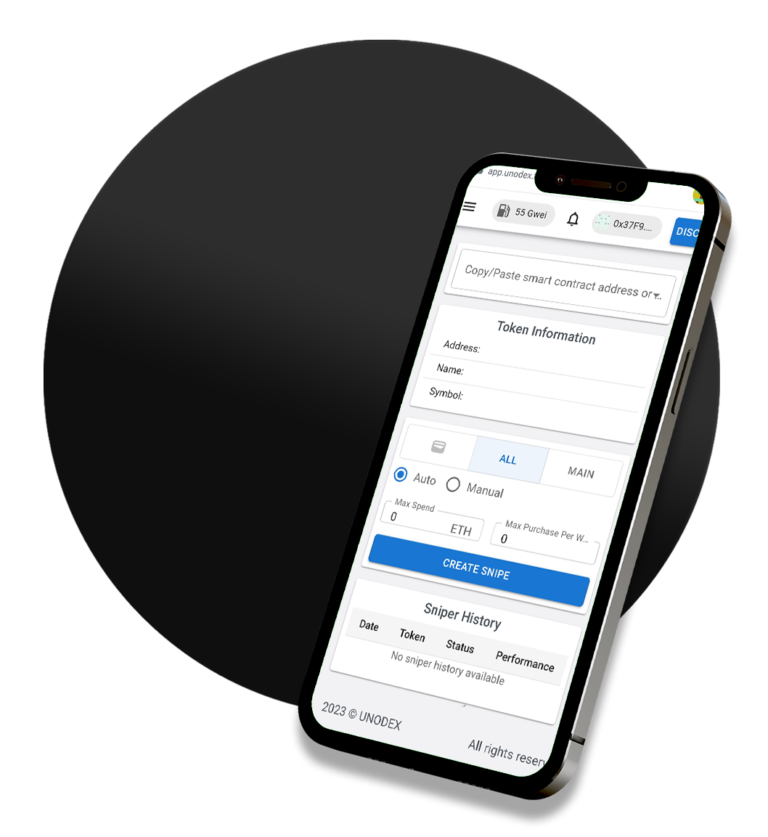 app.unodex.
55 Gwei
0x37F9....
DISC
Copy/Paste smart contract address or ..
Token Information
Address:
Name:
Symbol:
ALL
MAIN
Auto
Manual
Max Spend
0
ETH
Max Purchase Per W...
0
CREATE SNIPE
Sniper History
Date
Token
Status
Performance
No sniper history available
2023 © UNODEX
All rights reserv